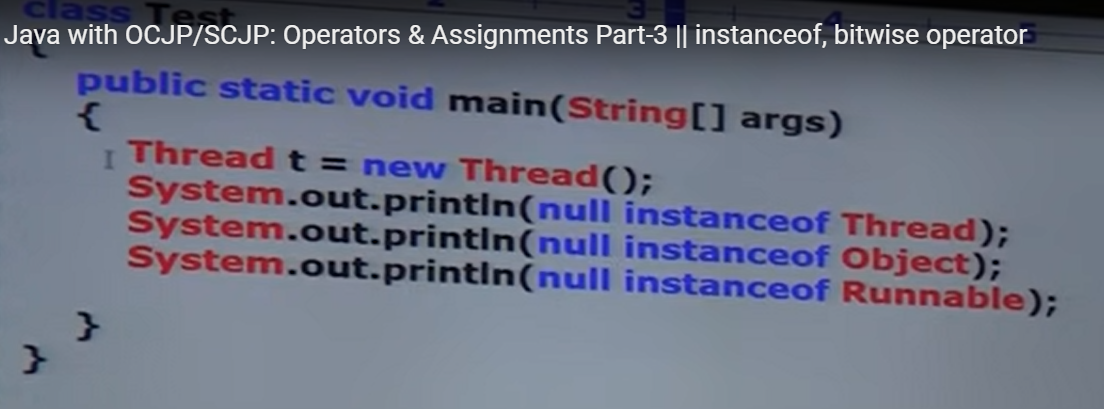 class Test
Java with OCJP/SCJP: Operators & Assignments Part-3 || instanceof, bitwise operator
{
public static void main(String[] args)
{
Thread t = new Thread();
System.out.println(null instanceof Thread);
System.out.println(null instanceof Object);
System.out.println(null instanceof Runnable);
}
}